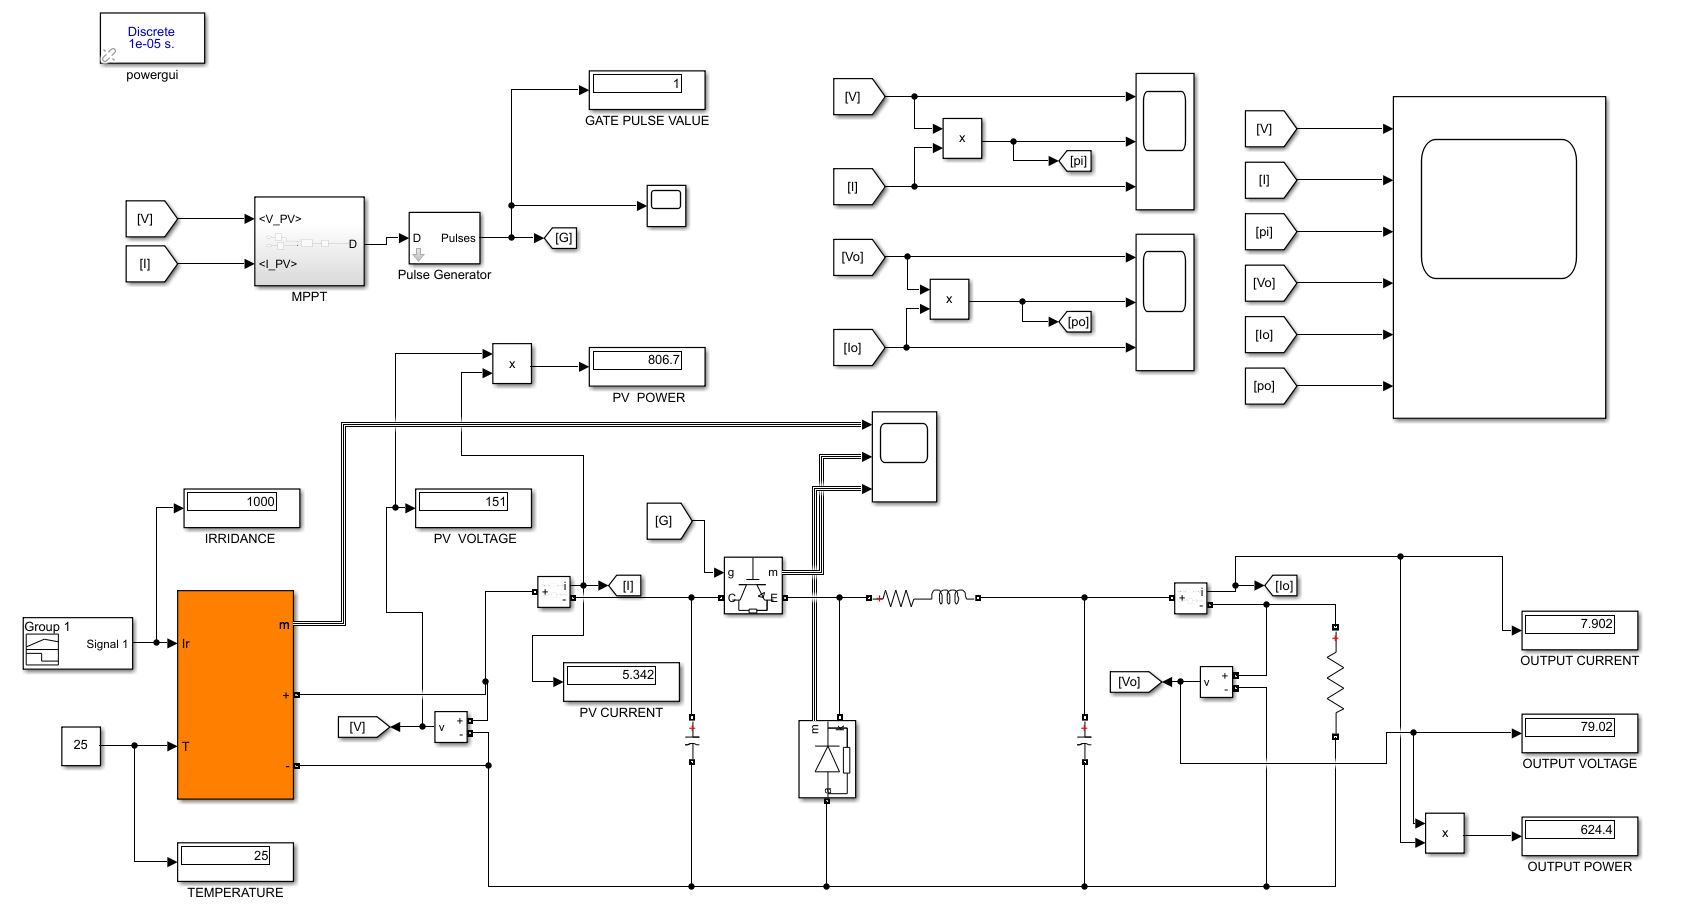 Discrete
1e-05 s.
powergui
1
GATE PULSE VALUE
[V]
[I]
<V_PV>
<I_PV>
D
MPPT
D
Pulses
Pulse Generator
[G]
[V]
x
[pi]
[I]
[Vo]
x
[po]
[Io]
[V]
[I]
[pi]
[Vo]
[Io]
[po]
x
806.7
PV POWER
1000
IRRIDANCE
151
PV VOLTAGE
[G]
g
m
C
E
i
+
-
[I]
5.342
PV CURRENT
Group 1
Signal 1
Ir
m
+
T
-
25
25
TEMPERATURE
[V]
v
+
-
+
+
m
k
a
+
+
i
-
[Io]
+
[Vo]
v
+
-
7.902
OUTPUT CURRENT
79.02
OUTPUT VOLTAGE
x
624.4
OUTPUT POWER